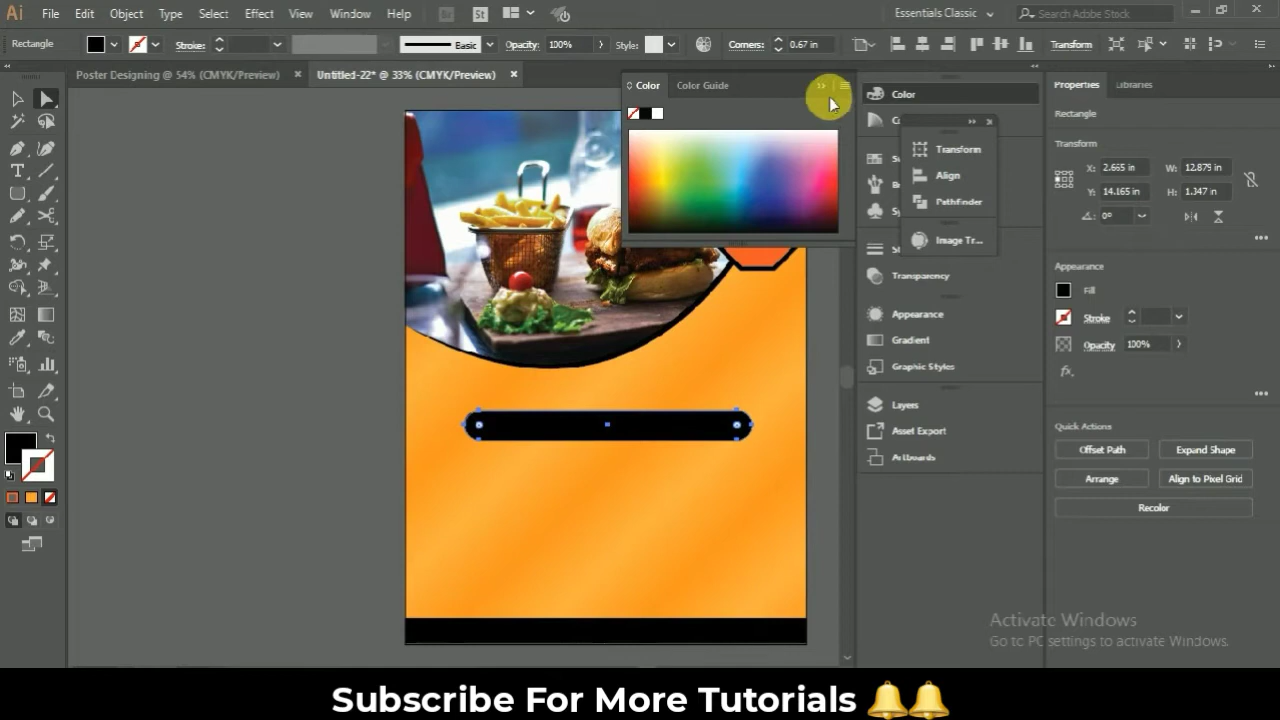 Ai File Edit Object Type Select Effect View Window Help Br St Essentials Classic Search Adobe Stock
Rectangle Stroke: Basic Opacity: 100% Style: Corners: 0.67 in Transform
Poster Designing @ 54% (CMYK/Preview) × Untitled-22* @ 33% (CMYK/Preview) ×
Color Color Guide
Color
Transform
Align
Pathfinder
Image Tr...
Transparency
Appearance
Gradient
Graphic Styles
Layers
Asset Export
Artboards
Properties Libraries
Rectangle
Transform
X: 2.665 in W: 12.875 in
Y: 14.165 in H: 1.347 in
0°
Appearance
Fill
Stroke
Opacity 100%
fx
Quick Actions
Offset Path Expand Shape
Arrange Align to Pixel Grid
Recolor
Activate Windows
Go to PC settings to activate Windows.
Subscribe For More Tutorials